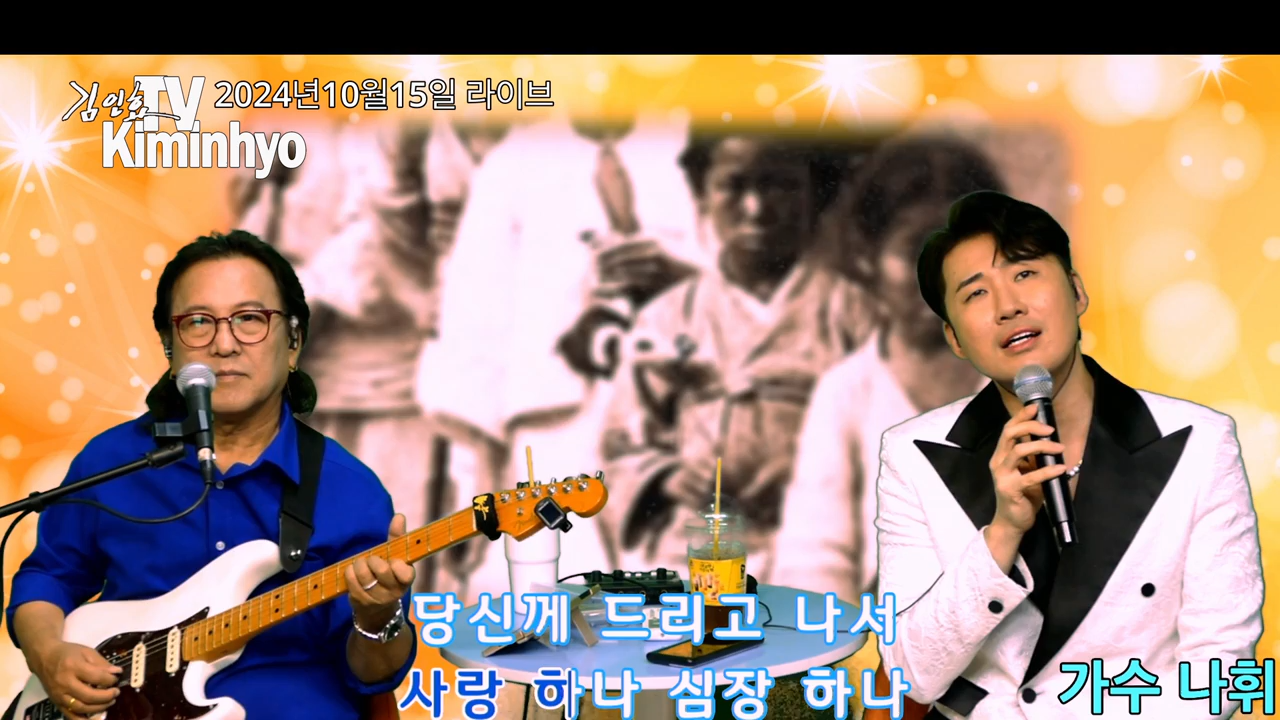 김인효TV 2024년10월15일 라이브
Kiminhyo
당신께 드리고 나서
사랑 하나 심장 하나
가수 나휘